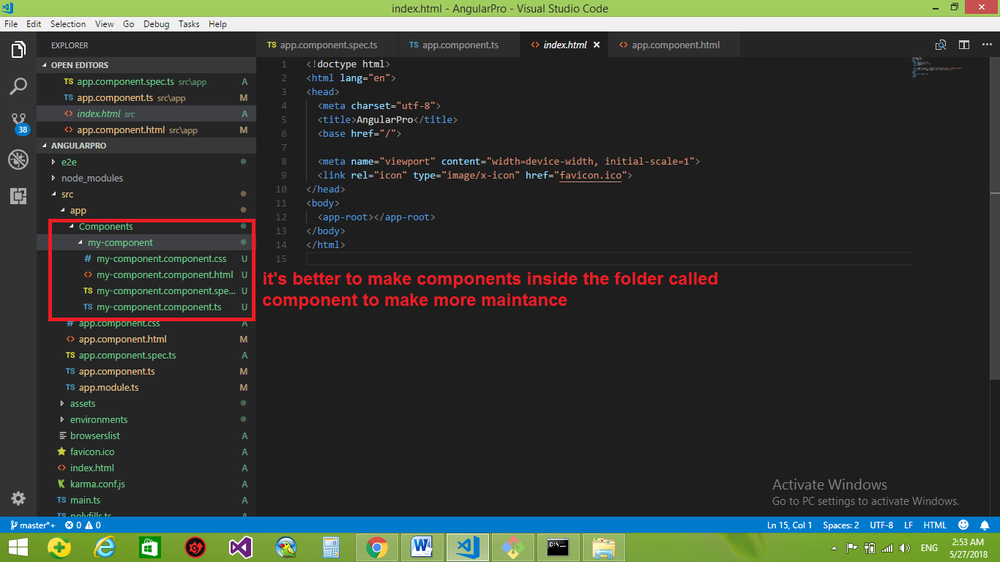 index.html - AngularPro - Visual Studio Code
File Edit Selection View Go Debug Tasks Help
EXPLORER
OPEN EDITORS
TS app.component.spec.ts src\app A
TS app.component.ts src\app M
<> index.html src A
<> app.component.html src\app M
38
ANGULARPRO
e2e
node_modules
src
app
Components
my-component
# my-component.component.css U
<> my-component.component.html U
TS my-component.component.spe... U
TS my-component.component.ts U
# app.component.css A
<> app.component.html M
TS app.component.spec.ts A
TS app.component.ts M
TS app.module.ts M
assets
environments
browserslist A
favicon.ico A
<> index.html A
K karma.conf.js A
TS main.ts A
TS polyfills.ts
TS app.component.spec.ts TS app.component.ts <> index.html <> app.component.html
1 <!doctype html>
2 <html lang="en">
3 <head>
4 <meta charset="utf-8">
5 <title>AngularPro</title>
6 <base href="/">
7
8 <meta name="viewport" content="width=device-width, initial-scale=1">
9 <link rel="icon" type="image/x-icon" href="favicon.ico">
10 </head>
11 <body>
12 <app-root></app-root>
13 </body>
14 </html>
15
it's better to make components inside the folder called
component to make more maintance
Activate Windows
Go to PC settings to activate Windows.
master*+ 0 0 Ln 15, Col 1 Spaces: 2 UTF-8 LF HTML
ENG 2:53 AM
5/27/2018